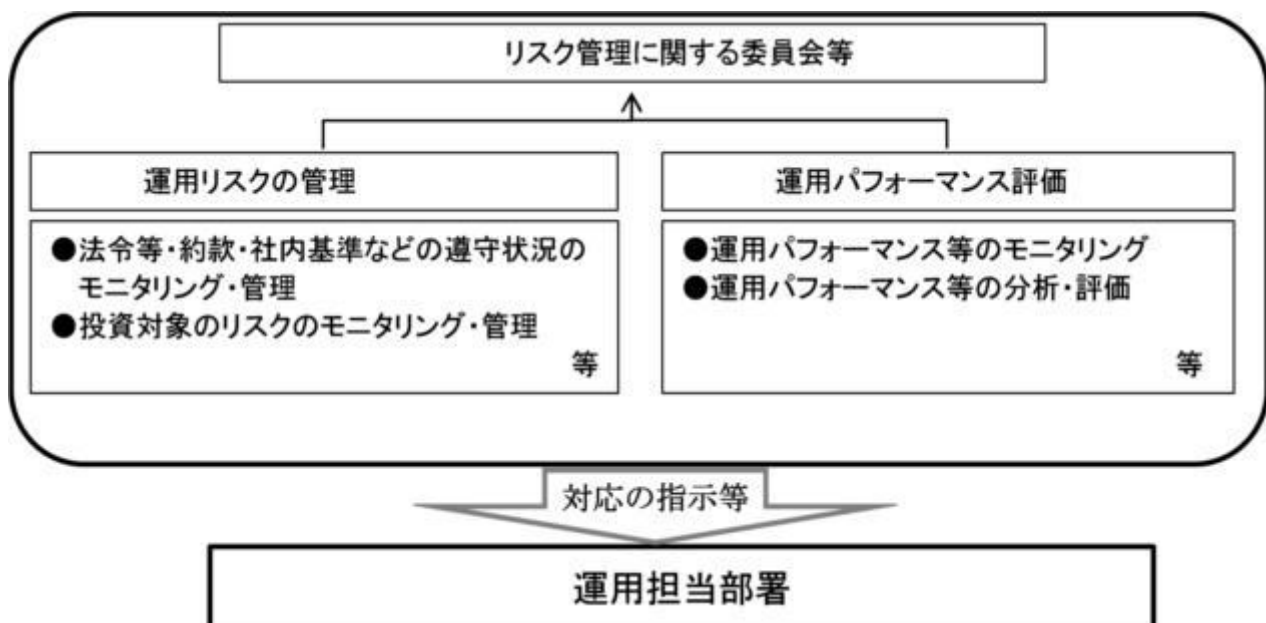 リスク管理に関する委員会等
運用リスクの管理
●法令等・約款・社内基準などの遵守状況の
モニタリング・管理
●投資対象のリスクのモニタリング・管理
等
運用パフォーマンス評価
●運用パフォーマンス等のモニタリング
●運用パフォーマンス等の分析・評価
等
対応の指示等
運用担当部署